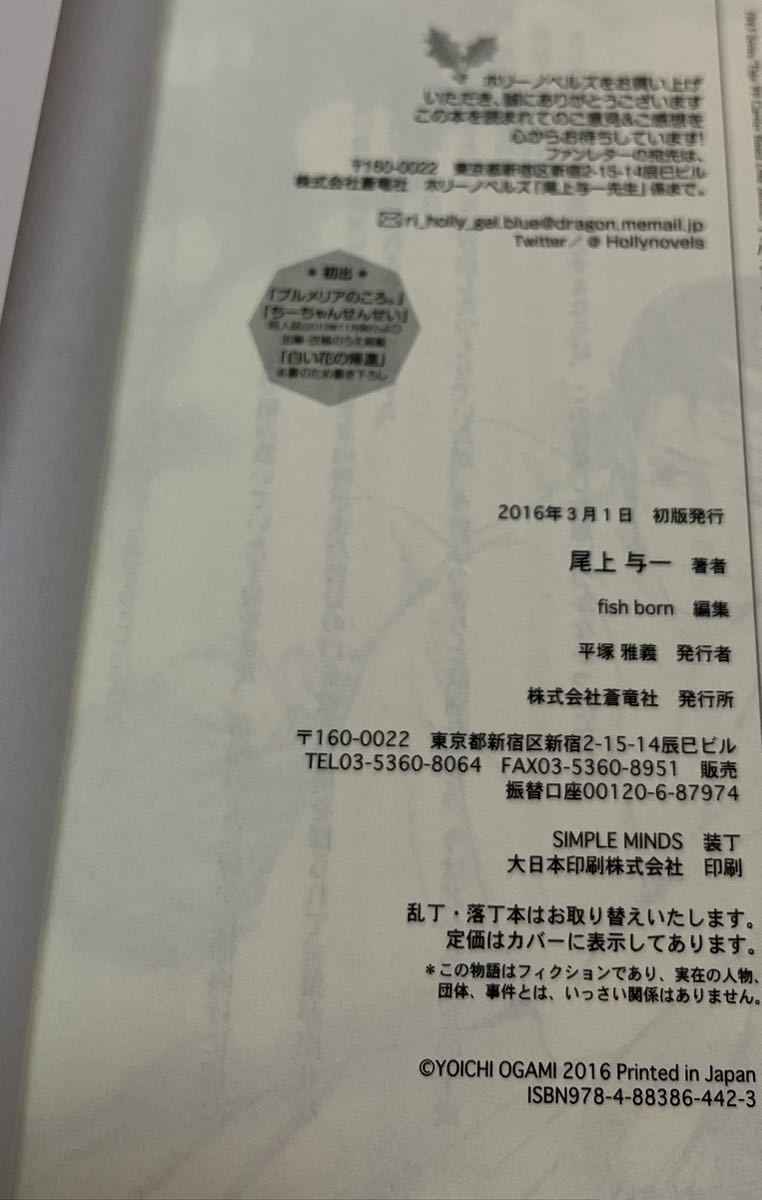 ホリーノベルズをお買い上げ
いただき、誠にありがとうございます
この本を読まれてのご意見&ご感想を
心からお待ちしています!
ファンレターの宛先は、
〒160-0022 東京都新宿区新宿2-15-14辰巳ビル
株式会社蒼竜社 ホリーノベルズ「尾上与一先生」係まで。
ri_holly_gel.blue@dragon.memail.jp
Twitter/@Hollynovels
* 初出 *
「プルメリアのころ。」
「ちーちゃんせんせい」
加筆・改稿のうえ掲載
「白い花の帰還」
本書のため書き下ろし
2016年3月1日 初版発行
尾上 与一 著者
fish born 編集
平塚 雅義 発行者
株式会社蒼竜社 発行所
〒160-0022 東京都新宿区新宿2-15-14辰巳ビル
TEL03-5360-8064 FAX03-5360-8951 販売
振替口座00120-6-87974
SIMPLE MINDS 装丁
大日本印刷株式会社 印刷
乱丁・落丁本はお取り替えいたします。
定価はカバーに表示してあります。
*この物語はフィクションであり、実在の人物、
団体、事件とは、いっさい関係はありません。
©YOICHI OGAMI 2016 Printed in Japan
ISBN978-4-88386-442-3